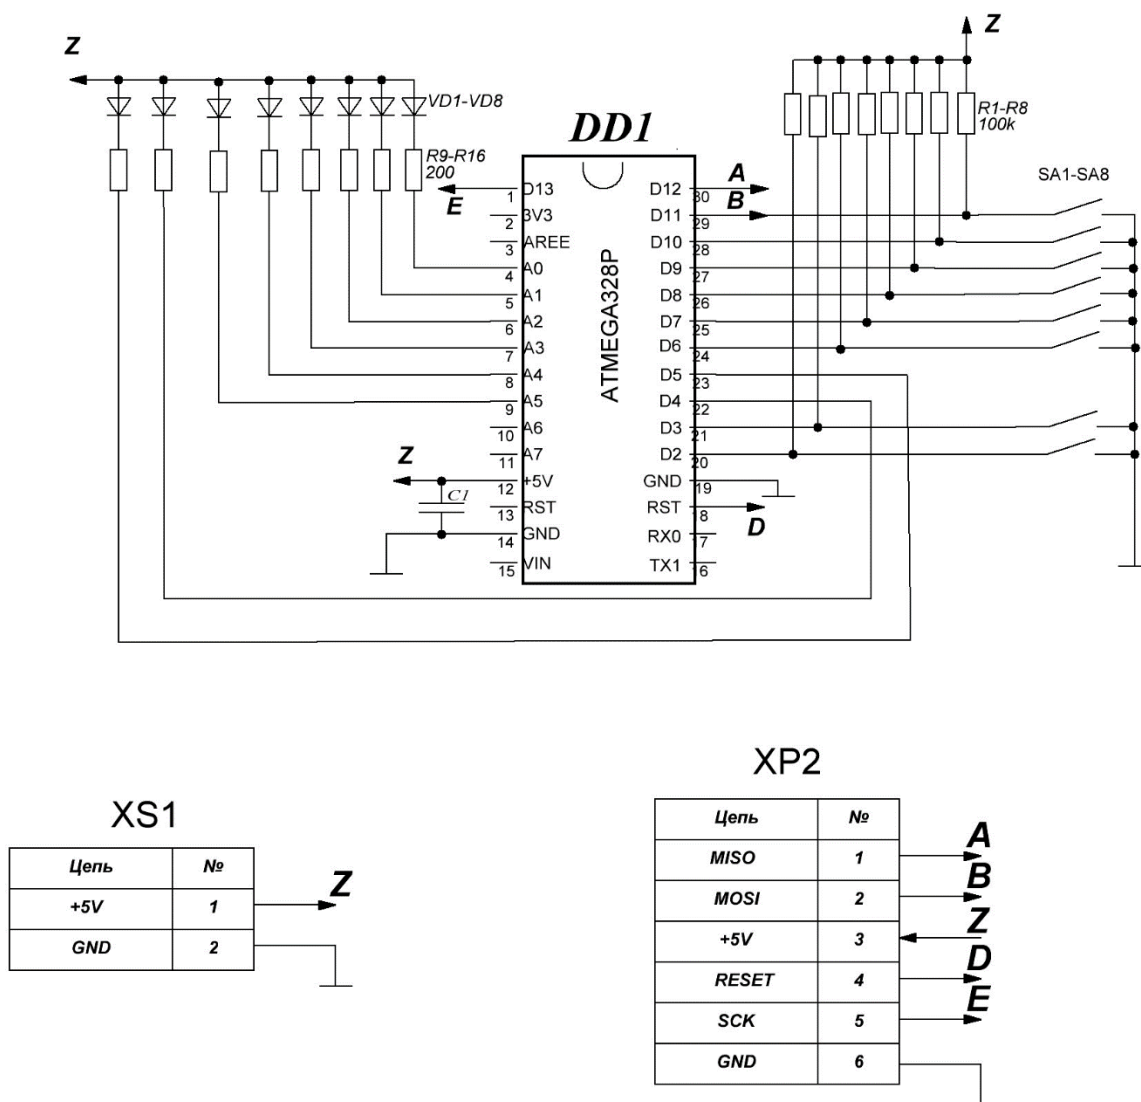 Z
Z
VD1-VD8
R9-R16
200
DD1
R1-R8
100k
SA1-SA8
ATMEGA328P
E
D13
1
3V3
2
AREE
3
A0
4
A1
5
A2
6
A3
7
A4
8
A5
9
A6
10
A7
11
Z
+5V
12
C1
RST
13
GND
14
VIN
15
D12
30
A
B
D11
29
D10
28
D9
27
D8
26
D7
25
D6
24
D5
23
D4
22
D3
21
D2
20
GND
19
RST
18
D
RX0
17
TX1
16
XS1
Цепь №
+5V 1 Z
GND 2
XP2
Цепь №
MISO 1 A
MOSI 2 B
+5V 3 Z
RESET 4 D
SCK 5 E
GND 6